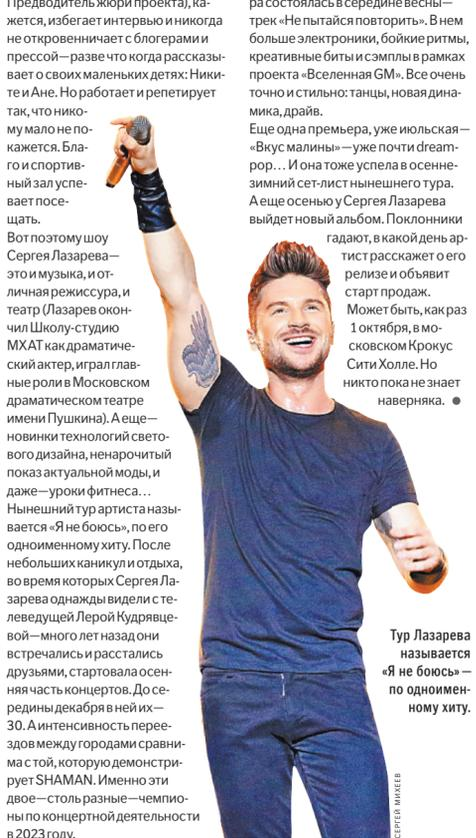 Предводитель жюри проекта), ка-
жется, избегает интервью и никогда
не откровенничает с блогерами и
прессой—разве что когда рассказы-
вает о своих маленьких детях: Ники-
те и Ане. Но работает и репетирует
так, что нико-
му мало не по-
кажется. Бла-
го и спортив-
ный зал успе-
вает посе-
щать.
Вот поэтому шоу
Сергея Лазарева—
это и музыка, и от-
личная режиссура, и
театр (Лазарев окон-
чил Школу-студию
МХАТ как драматиче-
ский актер, играл глав-
ные роли в Московском
драматическом театре
имени Пушкина). А еще—
новинки технологий свето-
вого дизайна, ненарочитый
показ актуальной моды, и
даже—уроки фитнеса…
Нынешний тур артиста назы-
вается «Я не боюсь», по его
одноименному хиту. После
небольших каникул и отдыха,
во время которых Сергея Ла-
зарева однажды видели с те-
леведущей Лерой Кудрявце-
вой—много лет назад они
встречались и расстались
друзьями, стартовала осен-
няя часть концертов. До се-
редины декабря в ней их—
30. А интенсивность перее-
здов между городами сравни-
ма с той, которую демонстри-
рует SHAMAN. Именно эти
двое—столь разные—чемпио-
ны по концертной деятельности
в 2023 году.
ра состоялась в середине весны—
трек «Не пытайся повторить». В нем
больше электроники, бойкие ритмы,
креативные биты и сэмплы в рамках
проекта «Вселенная GM». Все очень
точно и стильно: танцы, новая дина-
мика, драйв.
Еще одна премьера, уже июльская—
«Вкус малины»—уже почти dream-
pop… И она тоже успела в осенне-
зимний сет-лист нынешнего тура.
А еще осенью у Сергея Лазарева
выйдет новый альбом. Поклонники
гадают, в какой день ар-
тист расскажет о его
релизе и объявит
старт продаж.
Может быть, как раз
1 октября, в мо-
сковском Крокус
Сити Холле. Но
никто пока не знает
наверняка.
Тур Лазарева
называется
«Я не боюсь» —
по одноимен-
ному хиту.
СЕРГЕЙ МИХЕЕВ